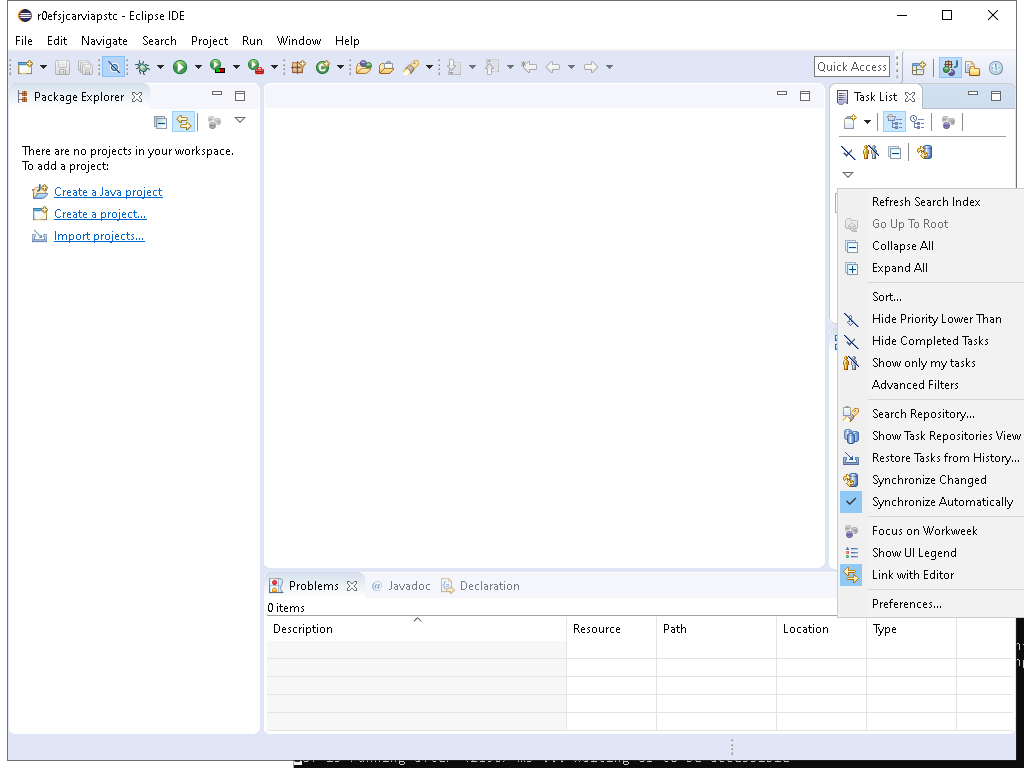 r0efsjcarviapstc - Eclipse IDE
File Edit Navigate Search Project Run Window Help
Quick Access
Package Explorer
Task List
There are no projects in your workspace.
To add a project:
Create a Java project
Create a project...
Import projects...
Refresh Search Index
Go Up To Root
Collapse All
Expand All
Sort...
Hide Priority Lower Than
Hide Completed Tasks
Show only my tasks
Advanced Filters
Search Repository...
Show Task Repositories View
Restore Tasks from History...
Synchronize Changed
Synchronize Automatically
Focus on Workweek
Show UI Legend
Link with Editor
Preferences...
Problems @ Javadoc Declaration
0 items
Description Resource Path Location Type